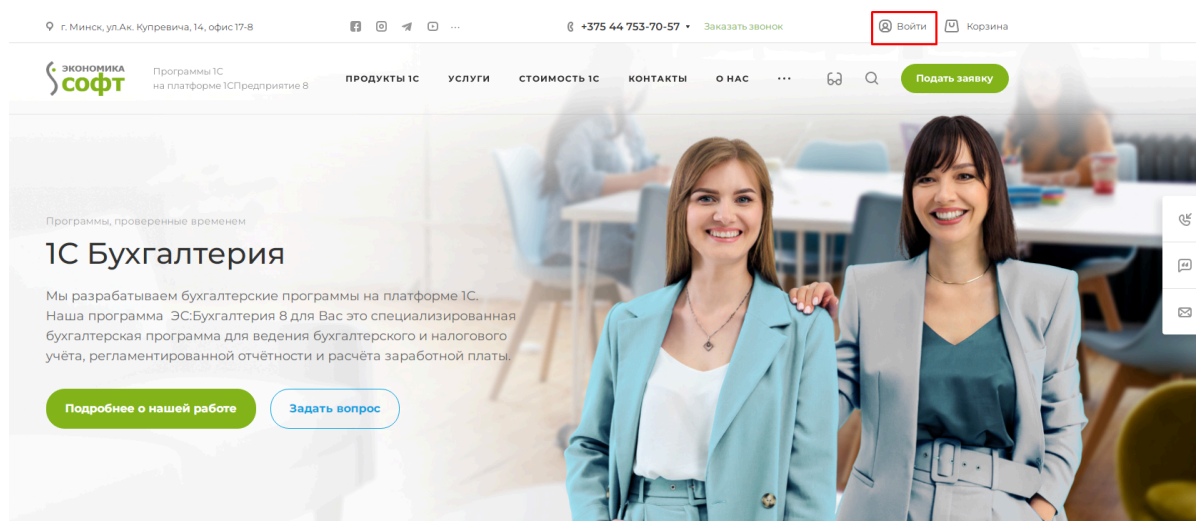 г. Минск, ул.Ак. Купревича, 14, офис 17-8
+375 44 753-70-57
Заказать звонок
Войти
Корзина
ЭКОНОМИКА
софт
Программы 1С
на платформе 1СПредприятие 8
ПРОДУКТЫ 1С
УСЛУГИ
СТОИМОСТЬ 1С
КОНТАКТЫ
О НАС
Подать заявку
Программы, проверенные временем
1С Бухгалтерия
Мы разрабатываем бухгалтерские программы на платформе 1С.
Наша программа ЭС:Бухгалтерия 8 для Вас это специализированная
бухгалтерская программа для ведения бухгалтерского и налогового
учёта, регламентированной отчётности и расчёта заработной платы.
Подробнее о нашей работе
Задать вопрос